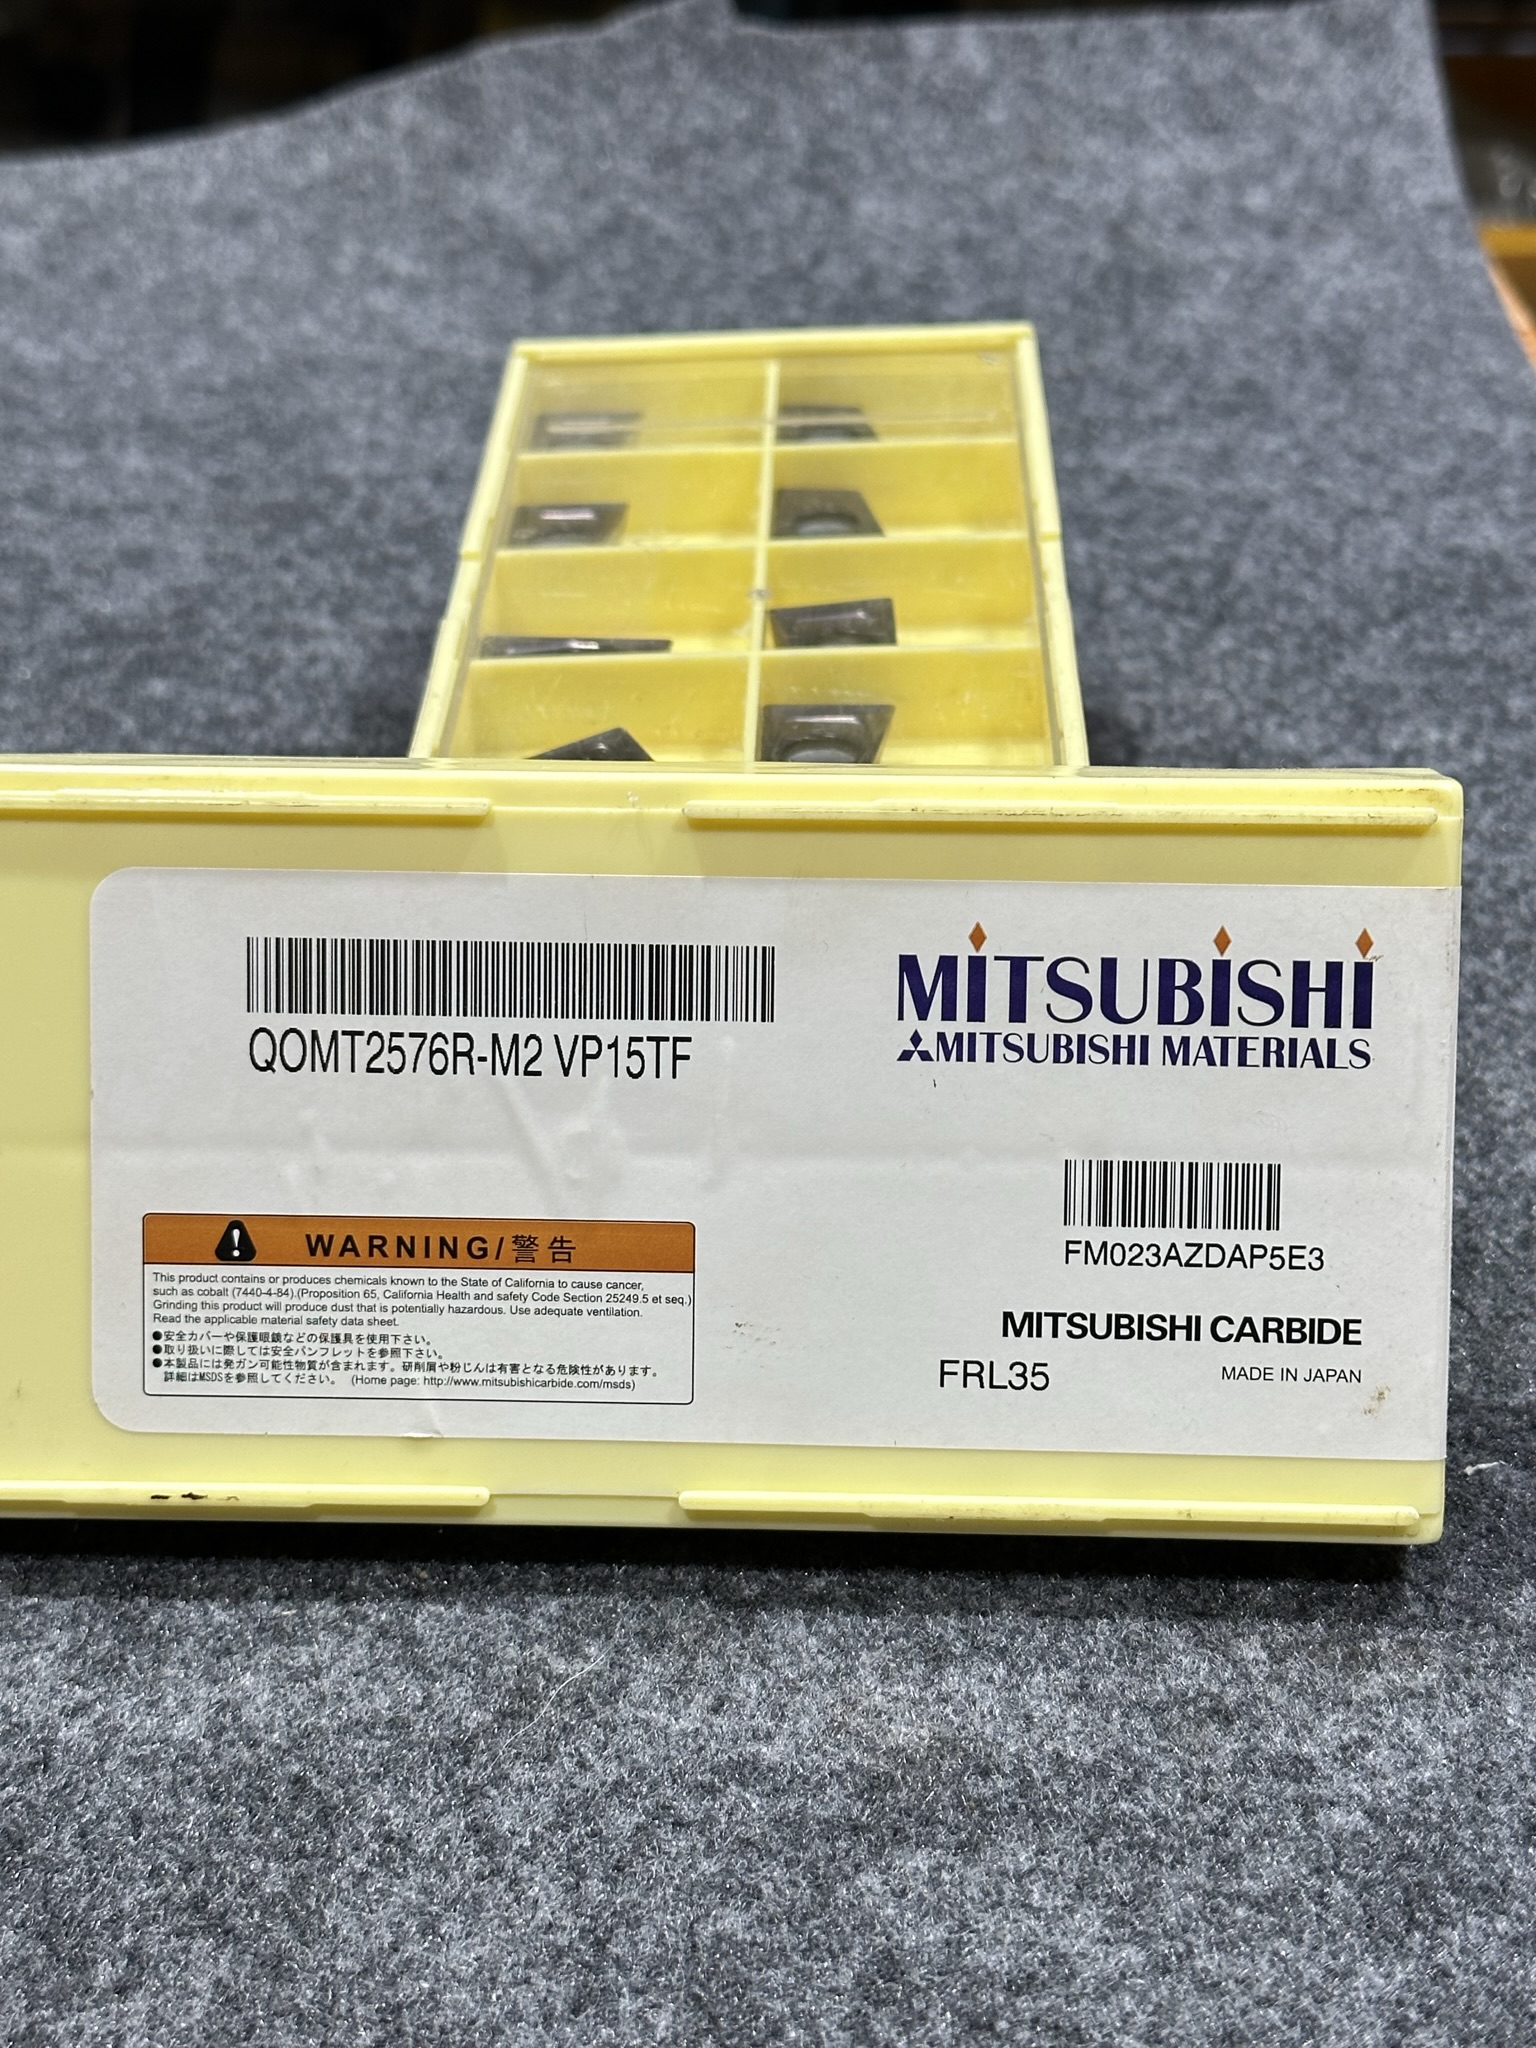 QOMT2576R-M2 VP15TF
MITSUBISHI
MITSUBISHI MATERIALS
FM023AZDAP5E3
WARNING/警告
This product contains or produces chemicals known to the State of California to cause cancer,
such as cobalt (7440-4-84).(Proposition 65, California Health and safety Code Section 25249.5 et seq.)
Grinding this product will produce dust that is potentially hazardous. Use adequate ventilation.
Read the applicable material safety data sheet.
●安全カバーや保護眼鏡などの保護具を使用下さい。
●取り扱いに際しては安全パンフレットを参照下さい。
●本製品には発ガン可能性物質が含まれます。研削屑や粉じんは有害となる危険性があります。
詳細はMSDSを参照してください。 (Home page: http://www.mitsubishicarbide.com/msds)
MITSUBISHI CARBIDE
FRL35
MADE IN JAPAN